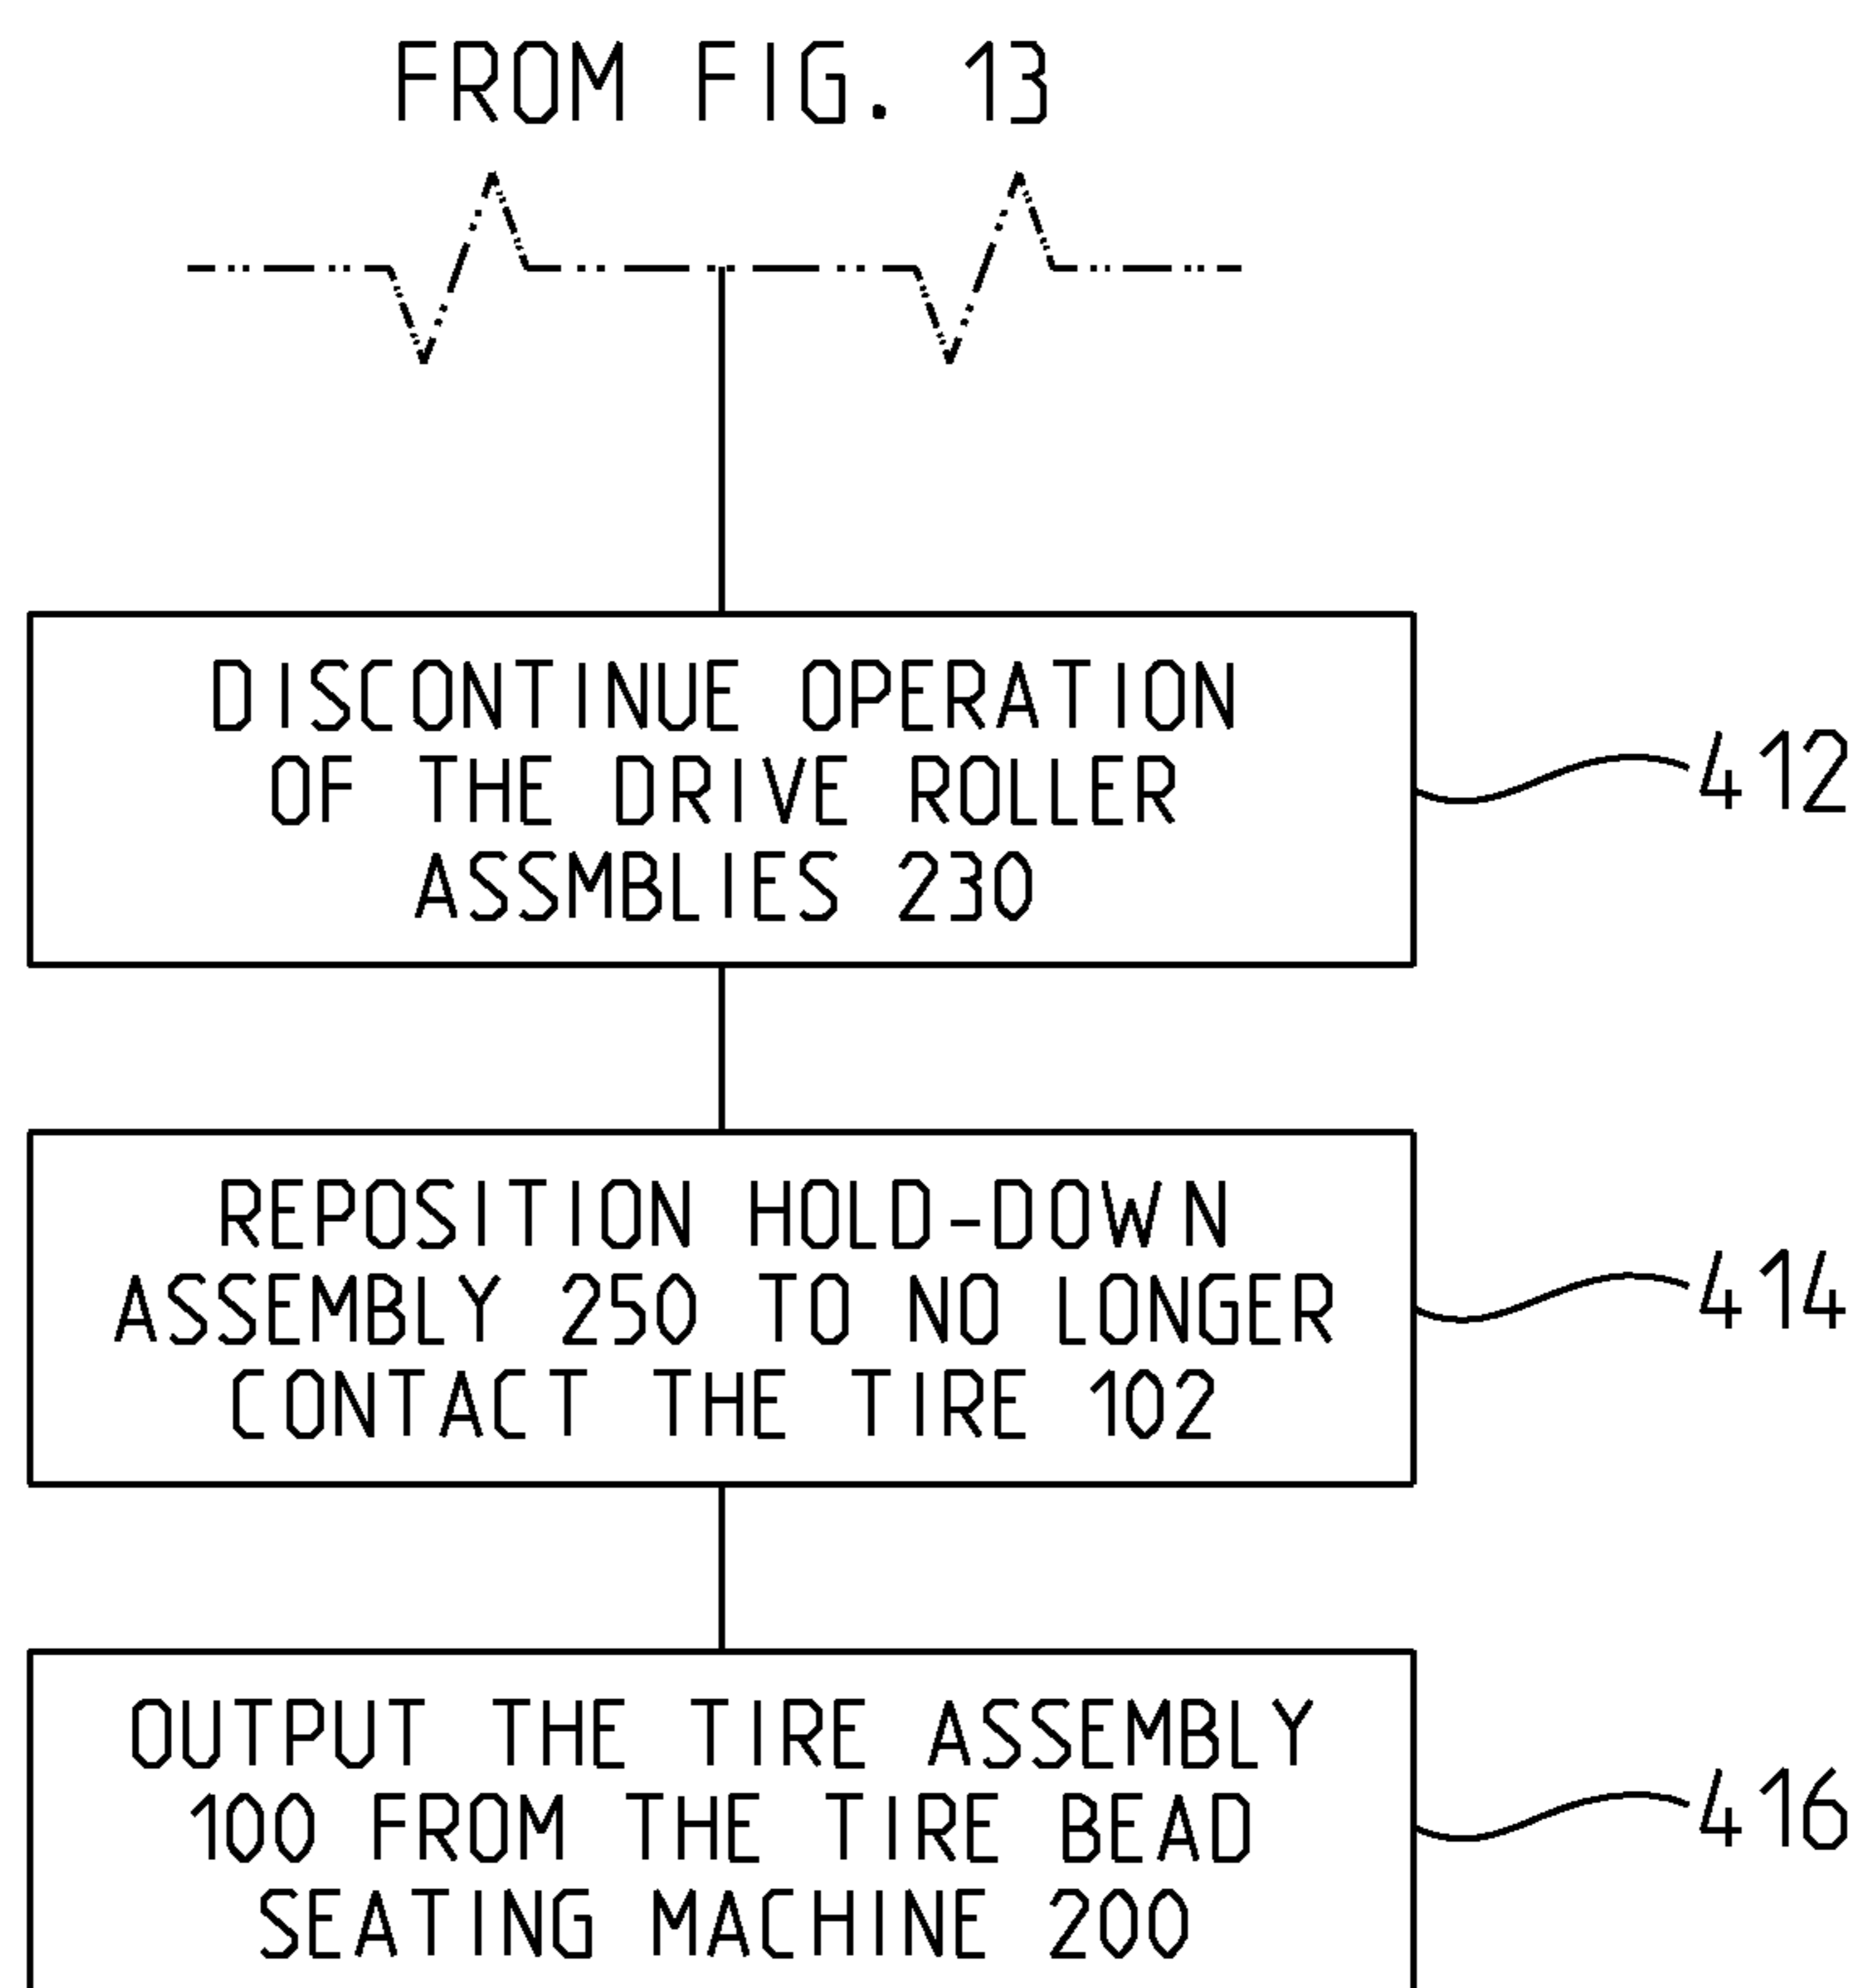 FROM FIG. 13
DISCONTINUE OPERATION
OF THE DRIVE ROLLER
ASSMBLIES 230
412
REPOSITION HOLD-DOWN
ASSEMBLY 250 TO NO LONGER
CONTACT THE TIRE 102
414
OUTPUT THE TIRE ASSEMBLY
100 FROM THE TIRE BEAD
SEATING MACHINE 200
416